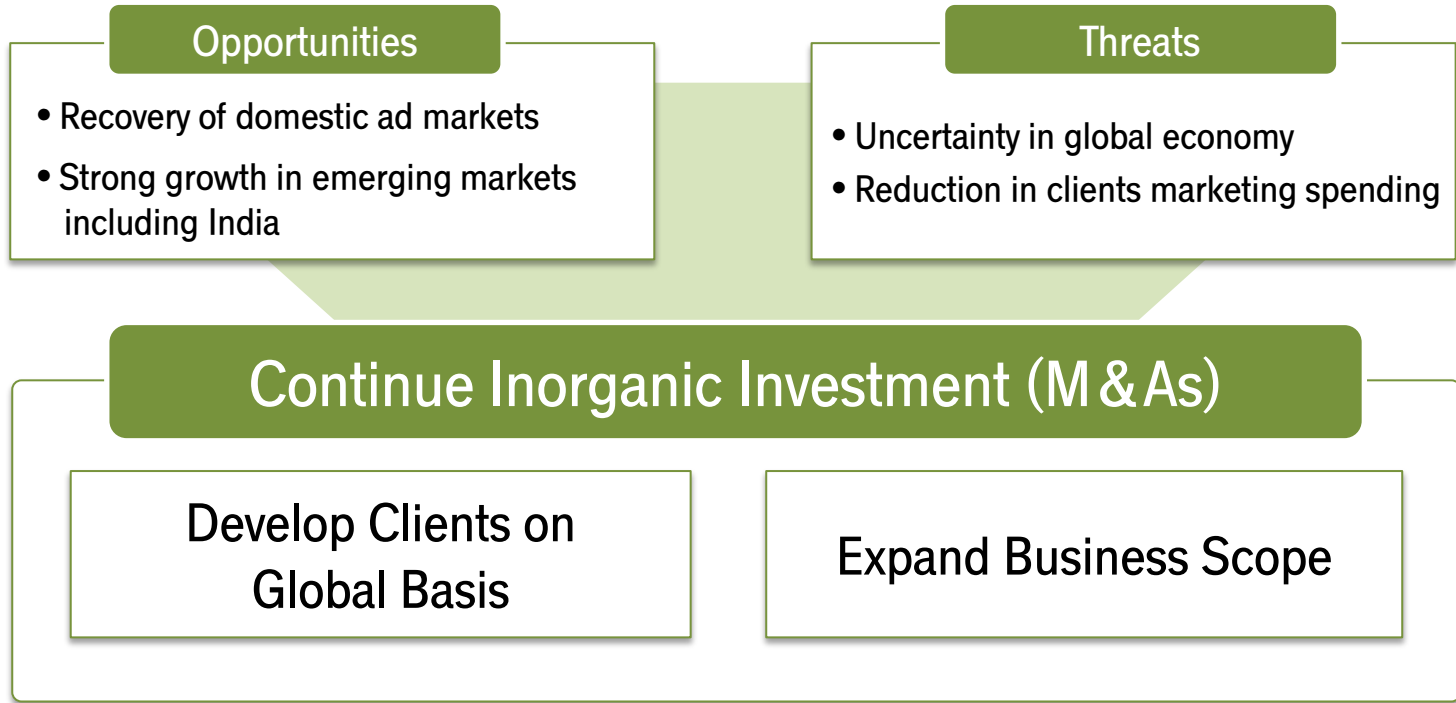 Opportunities
• Recovery of domestic ad markets
• Strong growth in emerging markets
including India
Threats
• Uncertainty in global economy
• Reduction in clients marketing spending
Continue Inorganic Investment (M&As)
Develop Clients on
Global Basis
Expand Business Scope